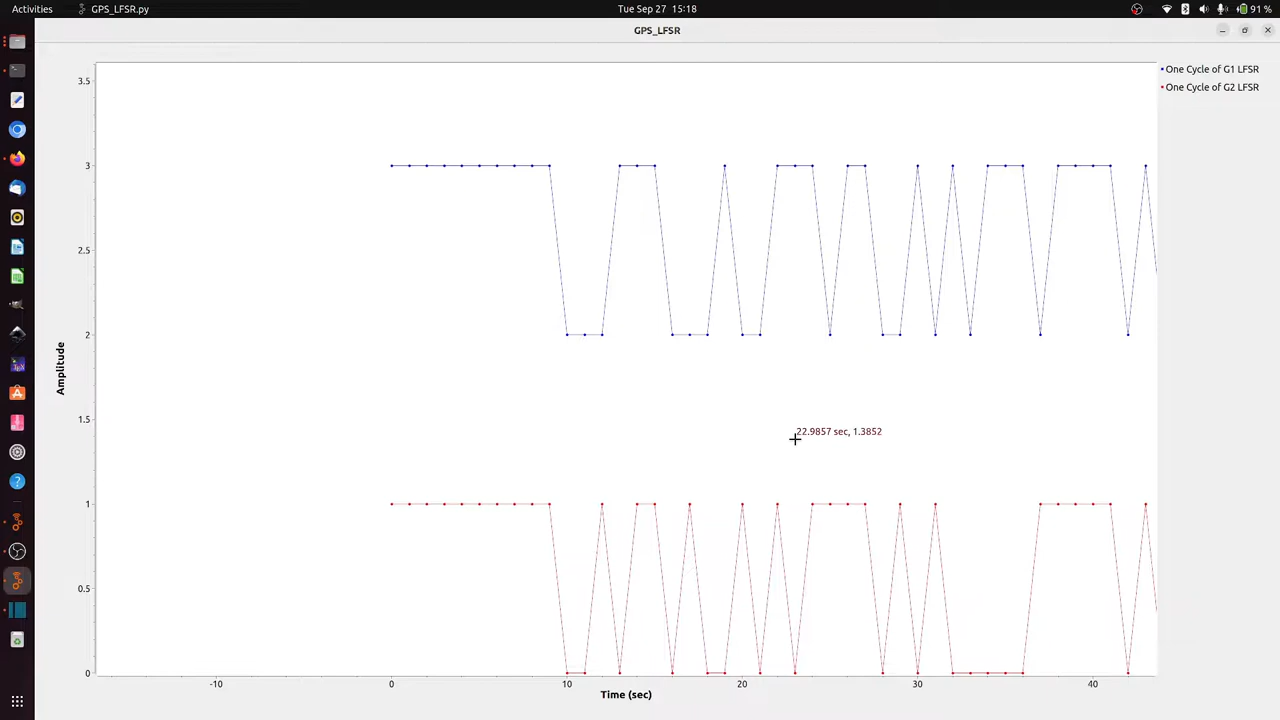 Activities
GPS_LFSR.py
Tue Sep 27 15:18
91 %
GPS_LFSR
One Cycle of G1 LFSR
One Cycle of G2 LFSR
3.5
3
2.5
2
1.5
1
0.5
0
Amplitude
22.9857 sec, 1.3852
-10
0
10
20
30
40
Time (sec)